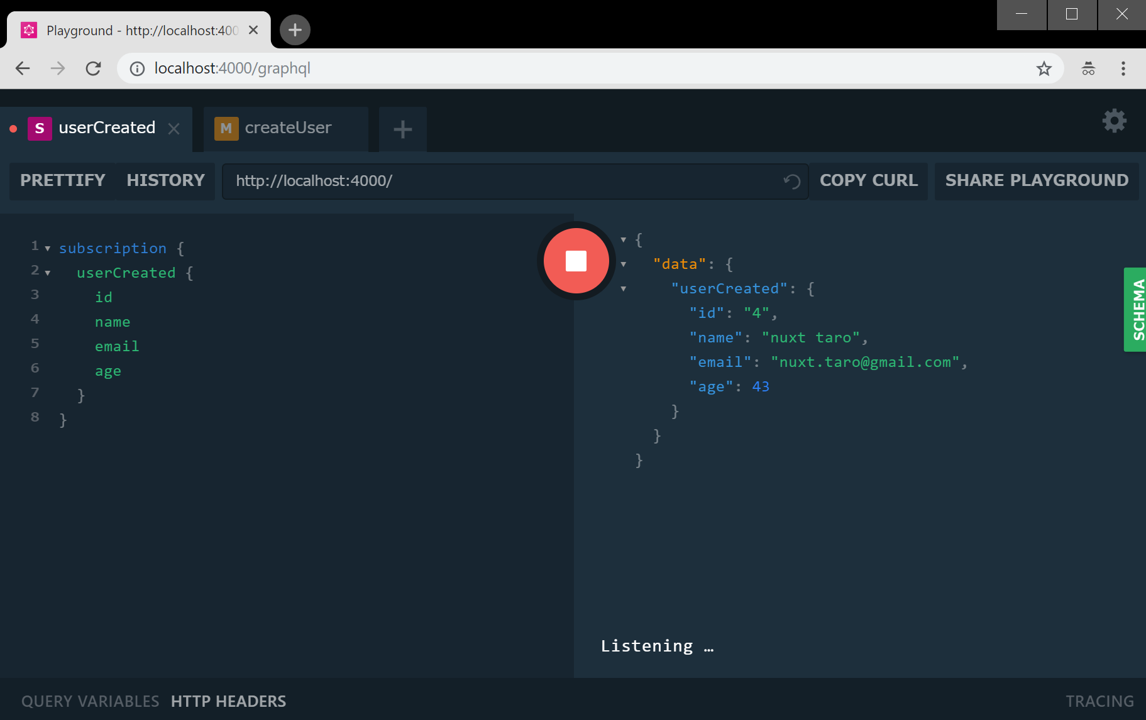 Playground - http://localhost:400
localhost:4000/graphql
S userCreated
M createUser
PRETTIFY HISTORY http://localhost:4000/ COPY CURL SHARE PLAYGROUND
1 subscription {
2 userCreated {
3 id
4 name
5 email
6 age
7 }
8 }
{
"data": {
"userCreated": {
"id": "4",
"name": "nuxt taro",
"email": "nuxt.taro@gmail.com",
"age": 43
}
}
}
SCHEMA
Listening …
QUERY VARIABLES HTTP HEADERS
TRACING